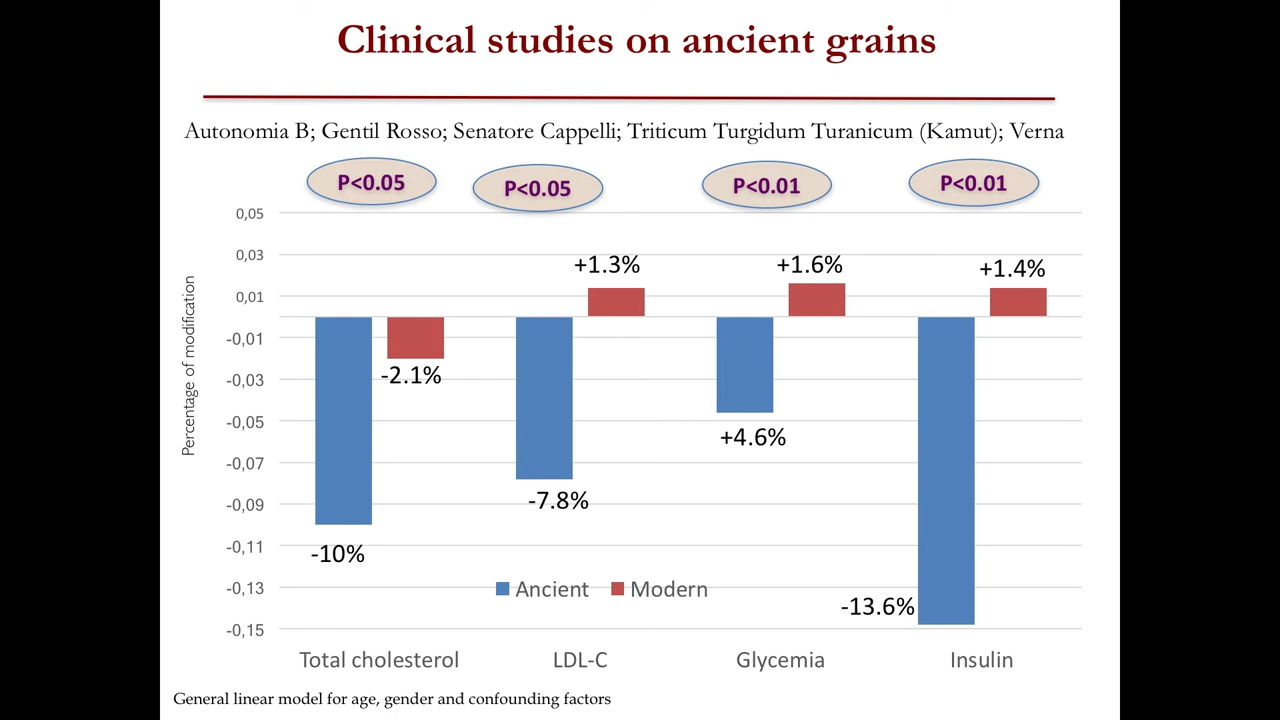 Clinical studies on ancient grains
Autonomia B; Gentil Rosso; Senatore Cappelli; Triticum Turgidum Turanicum (Kamut); Verna
P<0.05
P<0.05
P<0.01
P<0.01
Percentage of modification
0,05
0,03
0,01
-0,01
-0,03
-0,05
-0,07
-0,09
-0,11
-0,13
-0,15
+1.3%
+1.6%
+1.4%
-2.1%
+4.6%
-7.8%
-10%
-13.6%
Ancient
Modern
Total cholesterol
LDL-C
Glycemia
Insulin
General linear model for age, gender and confounding factors